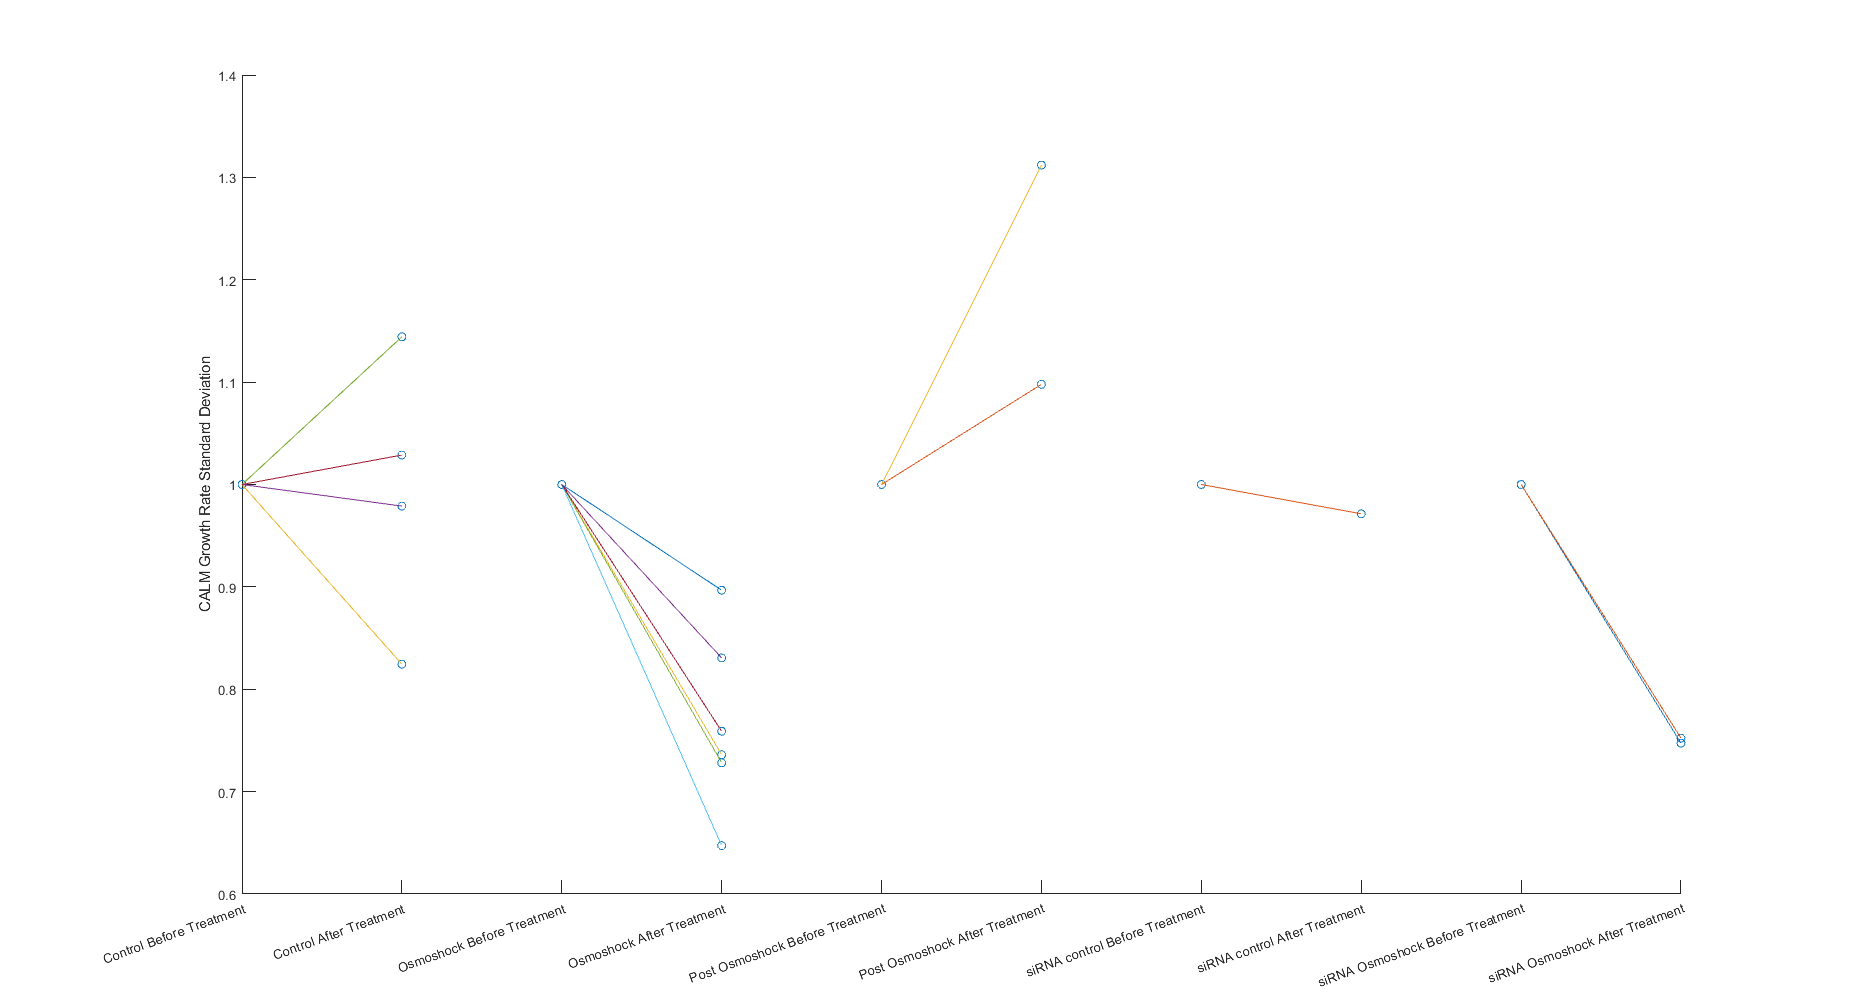 CALM Growth Rate Standard Deviation
1.4
1.3
1.2
1.1
1
0.9
0.8
0.7
0.6
Control Before Treatment
Control After Treatment
Osmoshock Before Treatment
Osmoshock After Treatment
Post Osmoshock Before Treatment
Post Osmoshock After Treatment
siRNA control Before Treatment
siRNA control After Treatment
siRNA Osmoshock Before Treatment
siRNA Osmoshock After Treatment